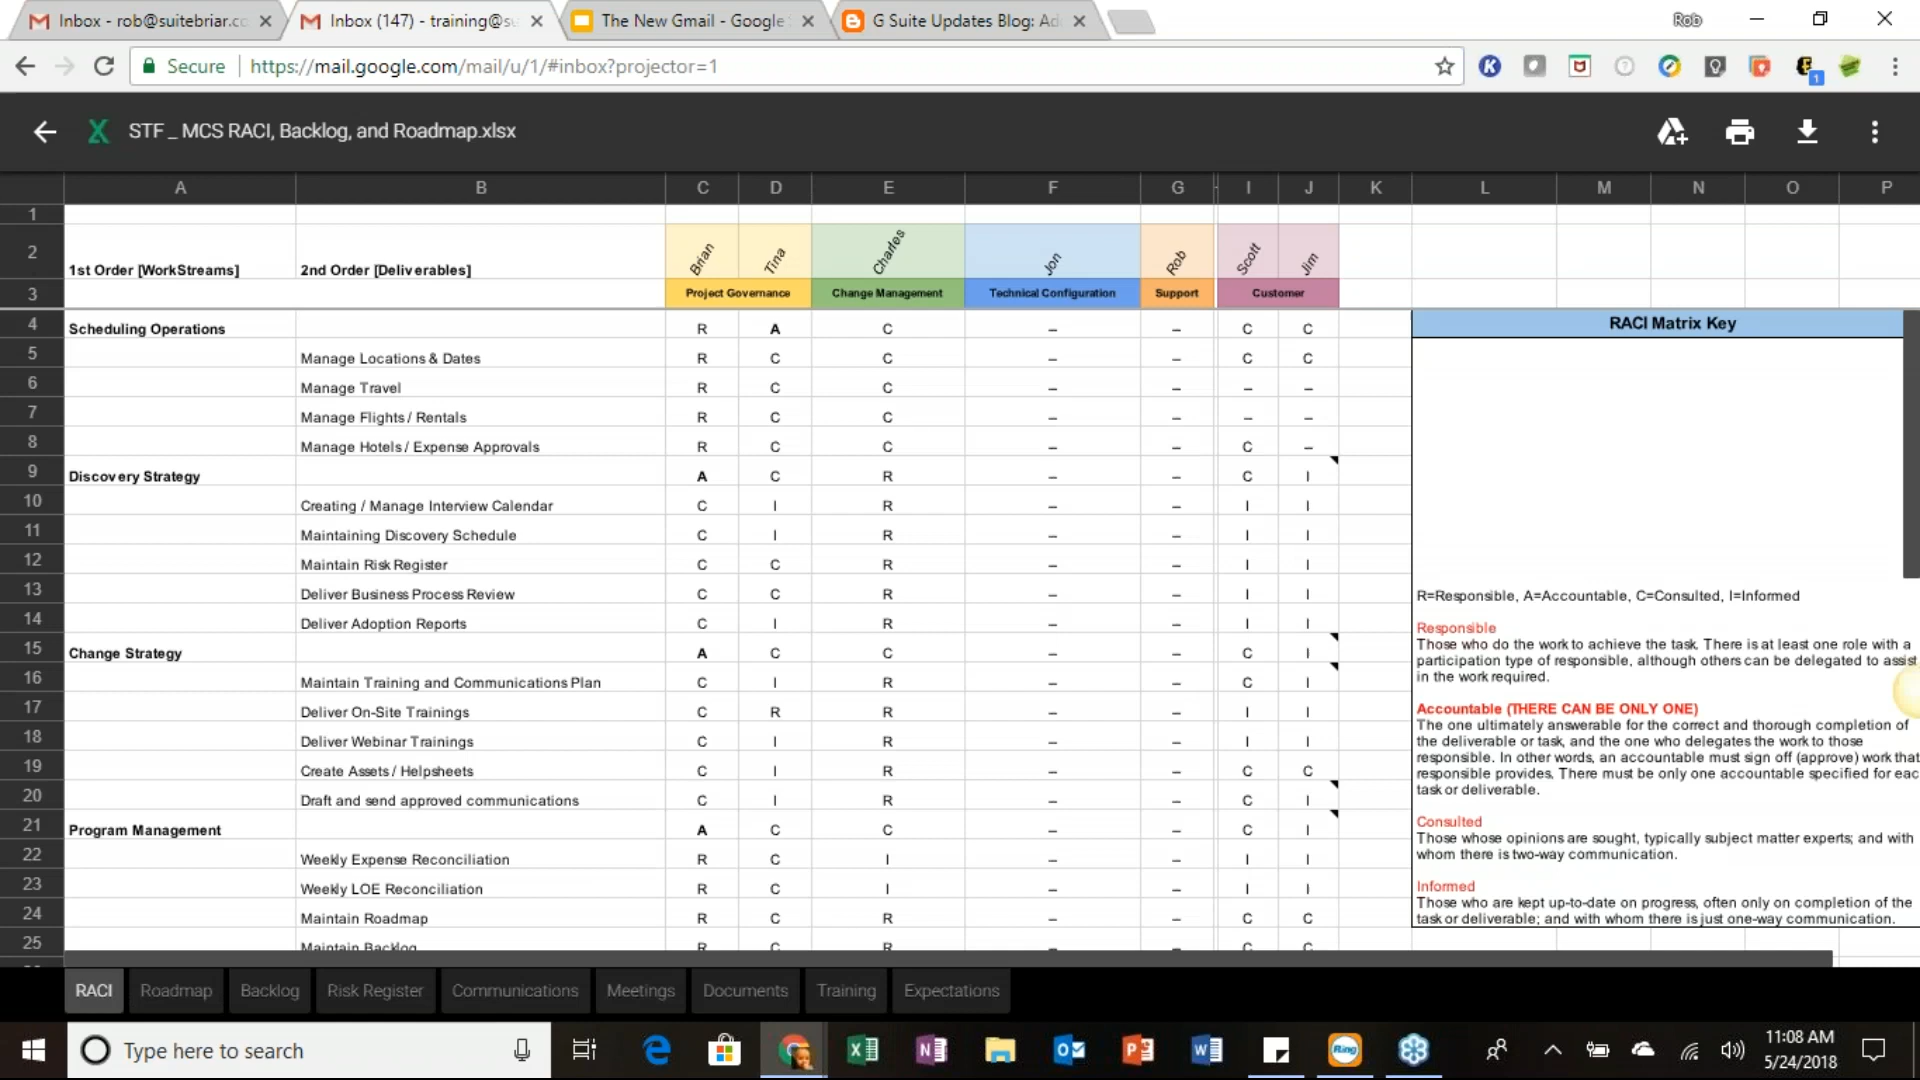 Inbox - rob@suitebriar.cc
Inbox (147) - training@su
The New Gmail - Google
G Suite Updates Blog: Ad
Rob
Secure | https://mail.google.com/mail/u/1/#inbox?projector=1
STF _ MCS RACI, Backlog, and Roadmap.xlsx
A B C D E F G I J K L M N O P
1
2 1st Order [WorkStreams] 2nd Order [Deliverables] Brian Tina Charles Jon Rob Scott Jim
3 Project Governance Change Management Technical Configuration Support Customer
4 Scheduling Operations R A C – – C C
5 Manage Locations & Dates R C C – – C C
6 Manage Travel R C C – – – –
7 Manage Flights / Rentals R C C – – – –
8 Manage Hotels / Expense Approvals R C C – – C –
9 Discovery Strategy A C R – – C I
10 Creating / Manage Interview Calendar C I R – – I I
11 Maintaining Discovery Schedule C I R – – I I
12 Maintain Risk Register C C R – – I I
13 Deliver Business Process Review C C R – – I I
14 Deliver Adoption Reports C I R – – I I
15 Change Strategy A C C – – C I
16 Maintain Training and Communications Plan C I R – – C I
17 Deliver On-Site Trainings C R R – – I I
18 Deliver Webinar Trainings C I R – – I I
19 Create Assets / Helpsheets C I R – – C C
20 Draft and send approved communications C I R – – C I
21 Program Management A C C – – C I
22 Weekly Expense Reconciliation R C I – – I I
23 Weekly LOE Reconciliation R C I – – I I
24 Maintain Roadmap R C R – – C C
25 Maintain Backlog R C R – – C C
RACI Matrix Key
R=Responsible, A=Accountable, C=Consulted, I=Informed
Responsible
Those who do the work to achieve the task. There is at least one role with a
participation type of responsible, although others can be delegated to assist
in the work required.
Accountable (THERE CAN BE ONLY ONE)
The one ultimately answerable for the correct and thorough completion of
the deliverable or task, and the one who delegates the work to those
responsible. In other words, an accountable must sign off (approve) work that
responsible provides. There must be only one accountable specified for eac
task or deliverable.
Consulted
Those whose opinions are sought, typically subject matter experts; and with
whom there is two-way communication.
Informed
Those who are kept up-to-date on progress, often only on completion of the
task or deliverable; and with whom there is just one-way communication.
RACI Roadmap Backlog Risk Register Communications Meetings Documents Training Expectations
Type here to search
Ring
11:08 AM
5/24/2018